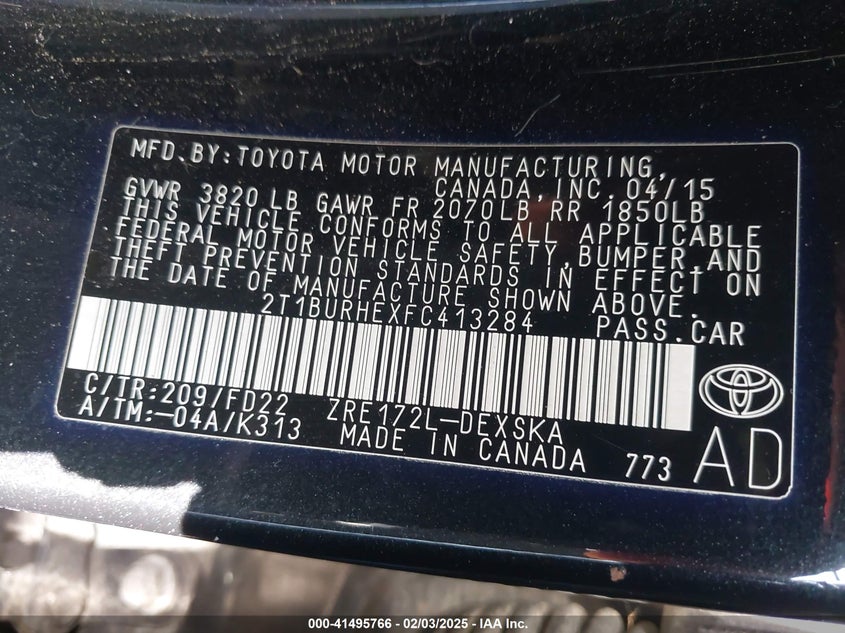 MFD.BY:TOYOTA MOTOR MANUFACTURING,
CANADA,INC.04/15
GVWR 3820LB GAWR FR 2070LB RR 1850LB
THIS VEHICLE CONFORMS TO ALL APPLICABLE
FEDERAL MOTOR VEHICLE SAFETY,BUMPER,AND
THEFT PREVENTION STANDARDS IN EFFECT ON
THE DATE OF MANUFACTURE SHOWN ABOVE.
2T1BURHEXFC413284 PASS.CAR
C/TR:209/FD22 ZRE172L-DEXSKA
A/TM:-04A/K313 MADE IN CANADA 773 AD
000-41495766 - 02/03/2025 - IAA Inc.